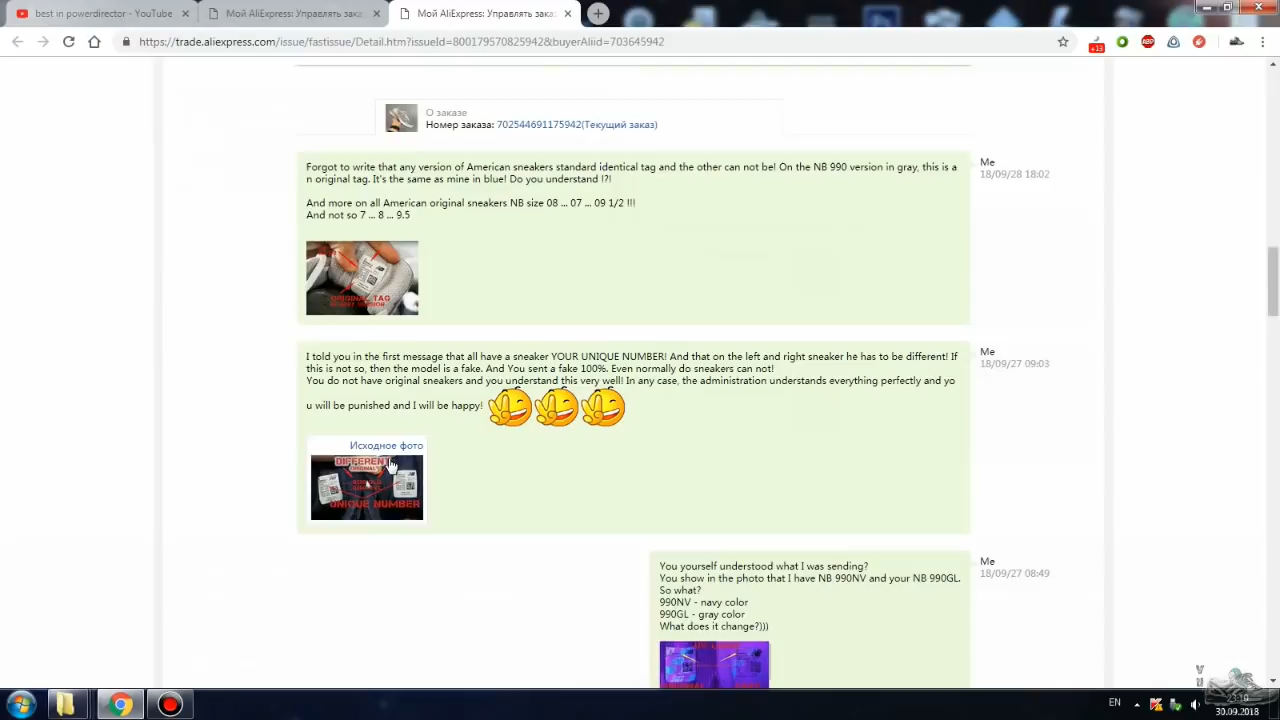 best in powerdirector - YouTube
Мой AliExpress: Управлять зака
Мой AliExpress: Управлять зака
https://trade.aliexpress.com/issue/fastissue/Detail.htm?issueId=800179570825942&buyerAliid=703645942
+13
ABP
О заказе
Номер заказа: 702544691175942(Текущий заказ)
Forgot to write that any version of American sneakers standard identical tag and the other can not be! On the NB 990 version in gray, this is a
n original tag. It's the same as mine in blue! Do you understand !?!
Me
18/09/28 18:02
And more on all American original sneakers NB size 08 ... 07 ... 09 1/2 !!!
And not so 7 ... 8 ... 9.5
ORIGINAL TAG
I told you in the first message that all have a sneaker YOUR UNIQUE NUMBER! And that on the left and right sneaker he has to be different! If
this is not so, then the model is a fake. And You sent a fake 100%. Even normally do sneakers can not!
You do not have original sneakers and you understand this very well! In any case, the administration understands everything perfectly and yo
u will be punished and I will be happy!
Me
18/09/27 09:03
Исходное фото
DIFFERENT
UNIQUE NUMBER
You yourself understood what I was sending?
You show in the photo that I have NB 990NV and your NB 990GL.
So what?
990NV - navy color
990GL - gray color
What does it change?)))
Me
18/09/27 08:49
EN
23:10
30.09.2018